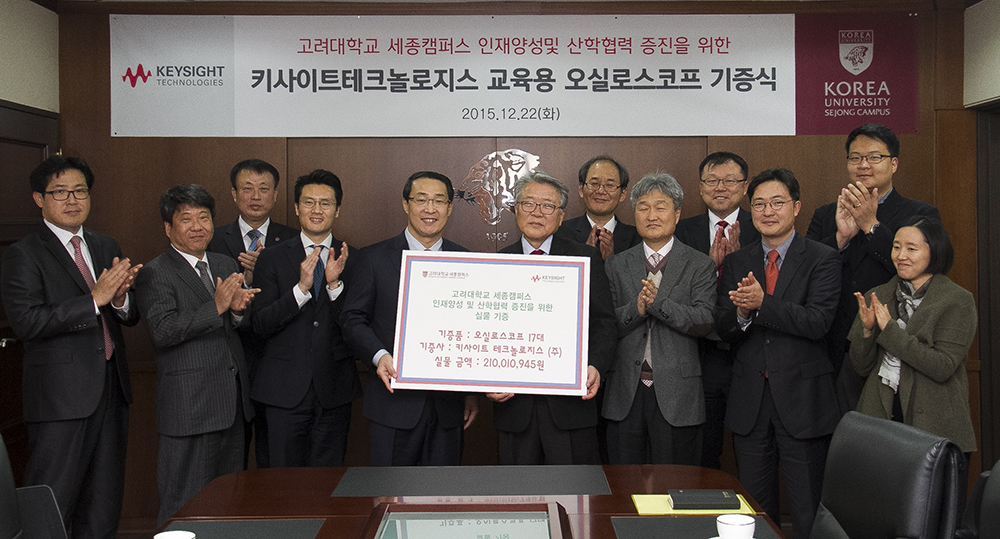 KEYSIGHT
TECHNOLOGIES
고려대학교 세종캠퍼스 인재양성및 산학협력 증진을 위한
키사이트테크놀로지스 교육용 오실로스코프 기증식
2015.12.22(화)
KOREA
UNIVERSITY
KOREA
UNIVERSITY
SEJONG CAMPUS
1905
고려대학교 세종캠퍼스
KEYSIGHT
TECHNOLOGIES
고려대학교 세종캠퍼스
인재양성 및 산학협력 증진을 위한
실물 기증
기증품 : 오실로스코프 17대
기증사 : 키사이트 테크놀로지스 (주)
실물 금액 : 210,010,945원